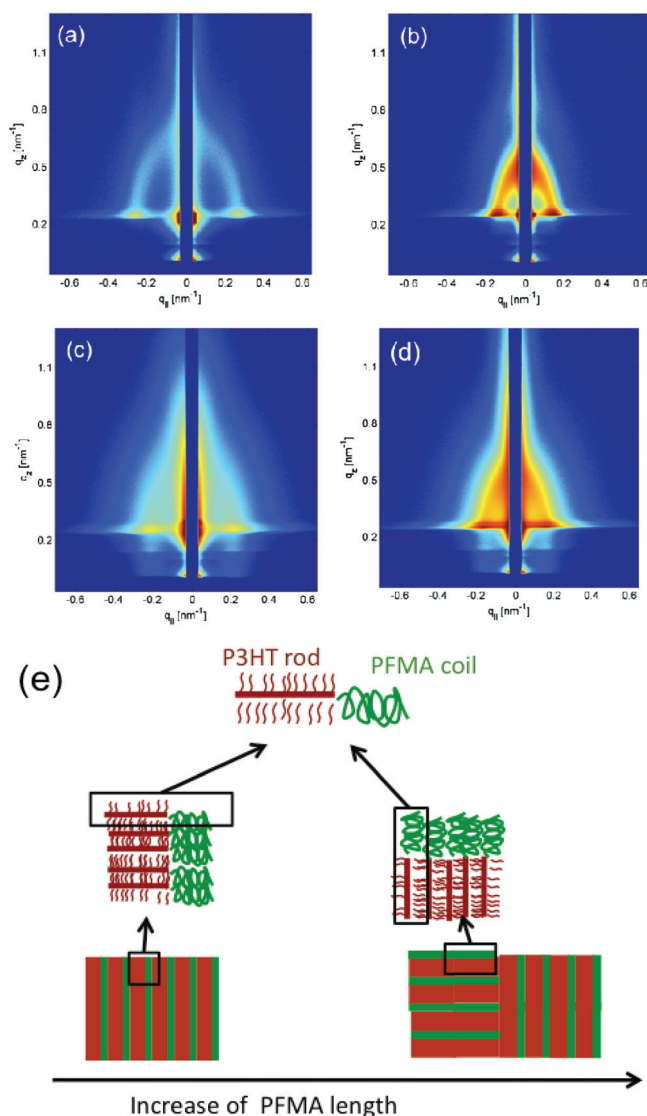 (a)
(b)
1.1
0.8
0.5
0.2
q_z [nm⁻¹]
-0.6 -0.4 -0.2 0 0.2 0.4 0.6
q_|| [nm⁻¹]
1.1
0.8
0.5
0.2
q_z [nm⁻¹]
-0.6 -0.4 -0.2 0 0.2 0.4 0.6
q_|| [nm⁻¹]
(c)
(d)
1.1
0.8
0.5
0.2
q_z [nm⁻¹]
-0.6 -0.4 -0.2 0 0.2 0.4 0.6
q_|| [nm⁻¹]
1.1
0.8
0.5
0.2
q_z [nm⁻¹]
-0.6 -0.4 -0.2 0 0.2 0.4 0.6
q_|| [nm⁻¹]
(e)
P3HT rod
PFMA coil
Increase of PFMA length